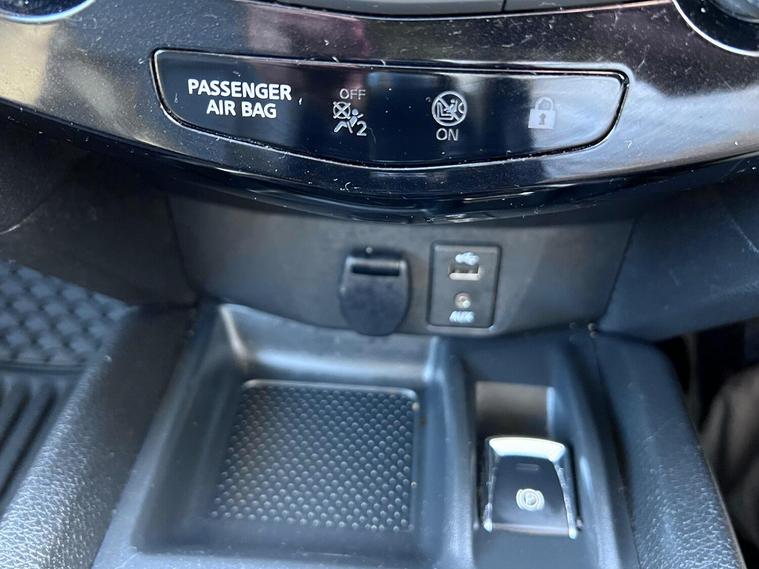 PASSENGER
AIR BAG
OFF
2
ON
AUX
P